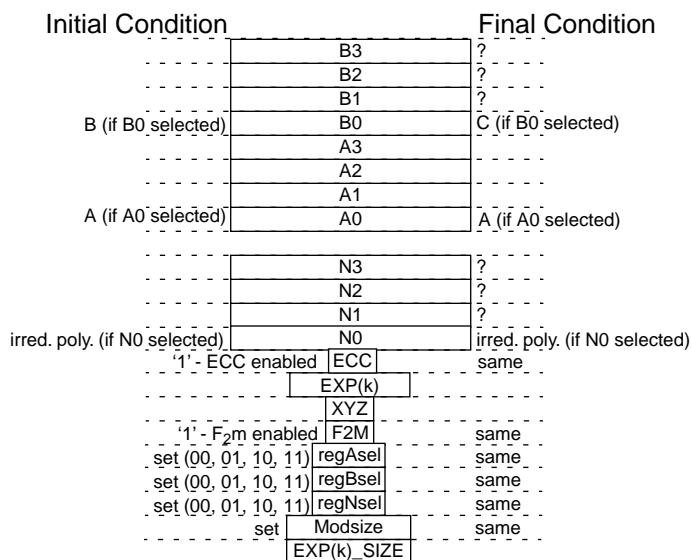 Initial Condition Final Condition
B3 ?
B2 ?
B1 ?
B (if B0 selected) B0 C (if B0 selected)
A3
A2
A1
A (if A0 selected) A0 A (if A0 selected)
N3 ?
N2 ?
N1 ?
irred. poly. (if N0 selected) N0 irred. poly. (if N0 selected)
‘1’ - ECC enabled ECC same
EXP(k)
XYZ
‘1’ - F2m enabled F2M same
set (00, 01, 10, 11) regAsel same
set (00, 01, 10, 11) regBsel same
set (00, 01, 10, 11) regNsel same
set Modsize same
EXP(k)_SIZE